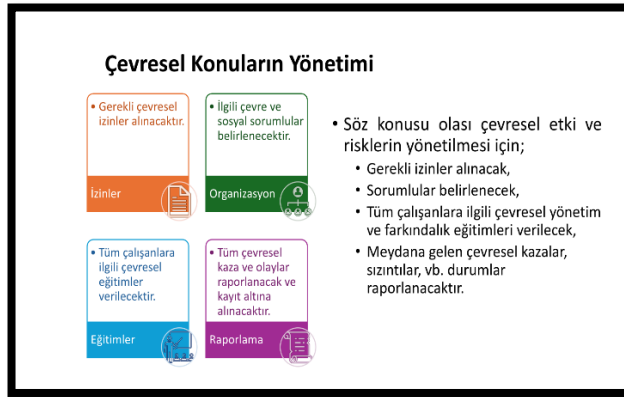 Çevresel Konuların Yönetimi
• Gerekli çevresel
izinler alınacaktır.
İzinler
• İlgili çevre ve
sosyal sorumlular
belirlenecektir.
Organizasyon
• Tüm çalışanlara
ilgili çevresel
eğitimler
verilecektir.
Eğitimler
• Tüm çevresel
kaza ve olaylar
raporlanacak ve
kayıt altına
alınacaktır.
Raporlama
• Söz konusu olası çevresel etki ve
risklerin yönetilmesi için;
• Gerekli izinler alınacak,
• Sorumlular belirlenecek,
• Tüm çalışanlara ilgili çevresel yönetim
ve farkındalık eğitimleri verilecek,
• Meydana gelen çevresel kazalar,
sızıntılar, vb. durumlar
raporlanacaktır.